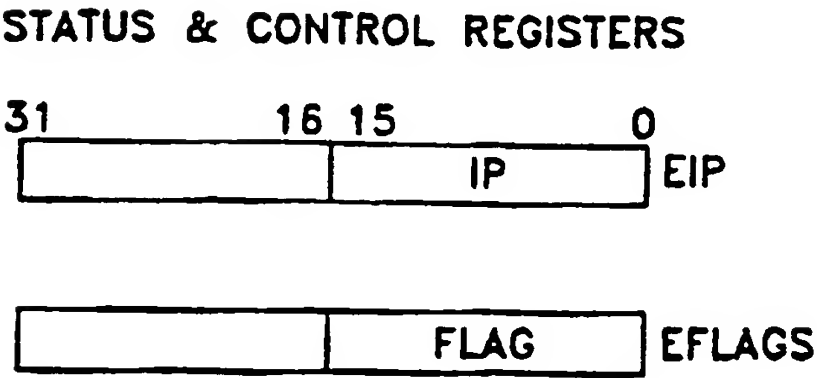 STATUS & CONTROL REGISTERS
31 16 15 0
IP EIP
FLAG EFLAGS